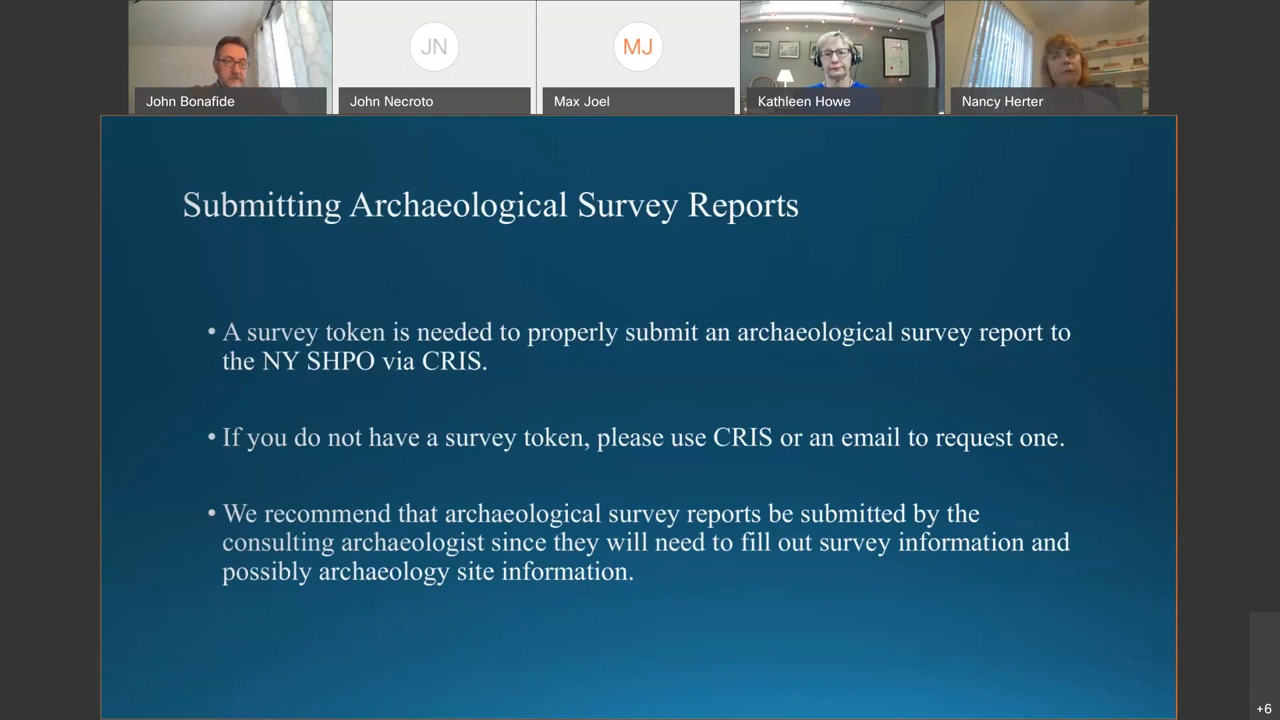 JN
MJ
John Bonafide
John Necroto
Max Joel
Kathleen Howe
Nancy Herter
Submitting Archaeological Survey Reports
• A survey token is needed to properly submit an archaeological survey report to
the NY SHPO via CRIS.
• If you do not have a survey token, please use CRIS or an email to request one.
• We recommend that archaeological survey reports be submitted by the
consulting archaeologist since they will need to fill out survey information and
possibly archaeology site information.
+6